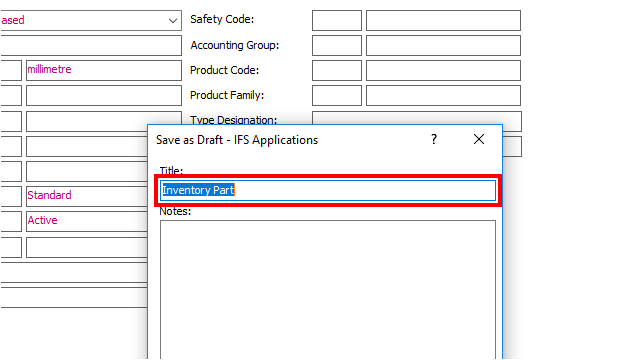 ased
Safety Code:
Accounting Group:
millimetre
Product Code:
Product Family:
Type Designation:
Save as Draft - IFS Applications
?
Title:
Inventory Part
Standard
Notes:
Active